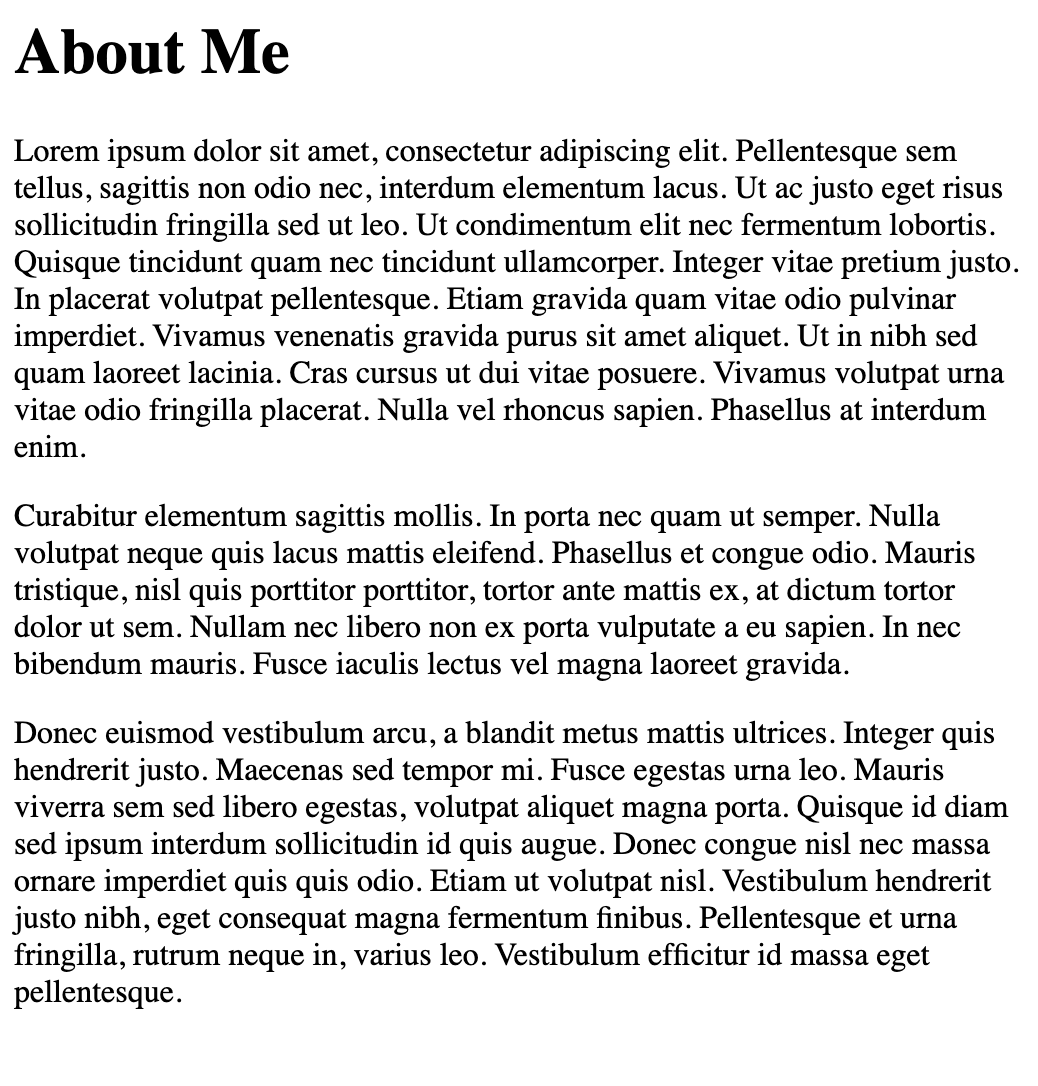 About Me
Lorem ipsum dolor sit amet, consectetur adipiscing elit. Pellentesque sem
tellus, sagittis non odio nec, interdum elementum lacus. Ut ac justo eget risus
sollicitudin fringilla sed ut leo. Ut condimentum elit nec fermentum lobortis.
Quisque tincidunt quam nec tincidunt ullamcorper. Integer vitae pretium justo.
In placerat volutpat pellentesque. Etiam gravida quam vitae odio pulvinar
imperdiet. Vivamus venenatis gravida purus sit amet aliquet. Ut in nibh sed
quam laoreet lacinia. Cras cursus ut dui vitae posuere. Vivamus volutpat urna
vitae odio fringilla placerat. Nulla vel rhoncus sapien. Phasellus at interdum
enim.
Curabitur elementum sagittis mollis. In porta nec quam ut semper. Nulla
volutpat neque quis lacus mattis eleifend. Phasellus et congue odio. Mauris
tristique, nisl quis porttitor porttitor, tortor ante mattis ex, at dictum tortor
dolor ut sem. Nullam nec libero non ex porta vulputate a eu sapien. In nec
bibendum mauris. Fusce iaculis lectus vel magna laoreet gravida.
Donec euismod vestibulum arcu, a blandit metus mattis ultrices. Integer quis
hendrerit justo. Maecenas sed tempor mi. Fusce egestas urna leo. Mauris
viverra sem sed libero egestas, volutpat aliquet magna porta. Quisque id diam
sed ipsum interdum sollicitudin id quis augue. Donec congue nisl nec massa
ornare imperdiet quis quis odio. Etiam ut volutpat nisl. Vestibulum hendrerit
justo nibh, eget consequat magna fermentum finibus. Pellentesque et urna
fringilla, rutrum neque in, varius leo. Vestibulum efficitur id massa eget
pellentesque.